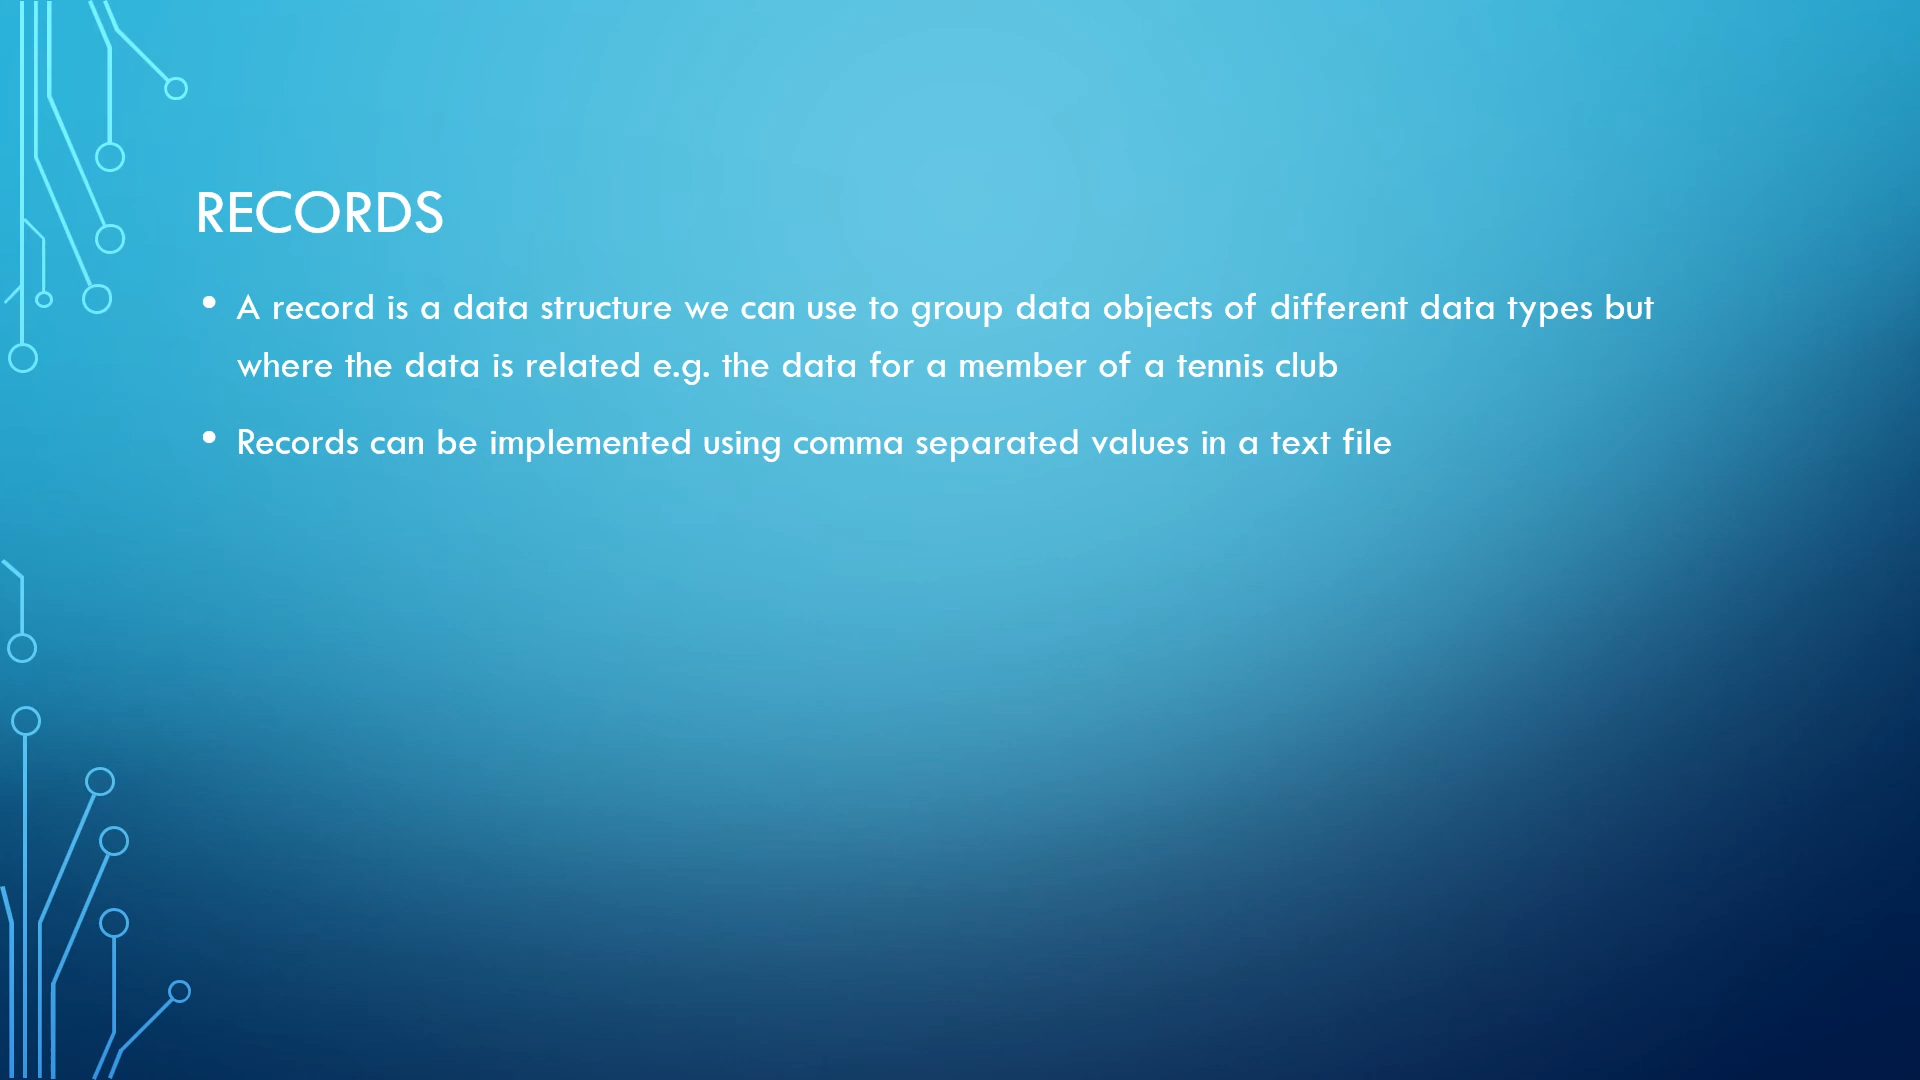 RECORDS
• A record is a data structure we can use to group data objects of different data types but
where the data is related e.g. the data for a member of a tennis club
• Records can be implemented using comma separated values in a text file